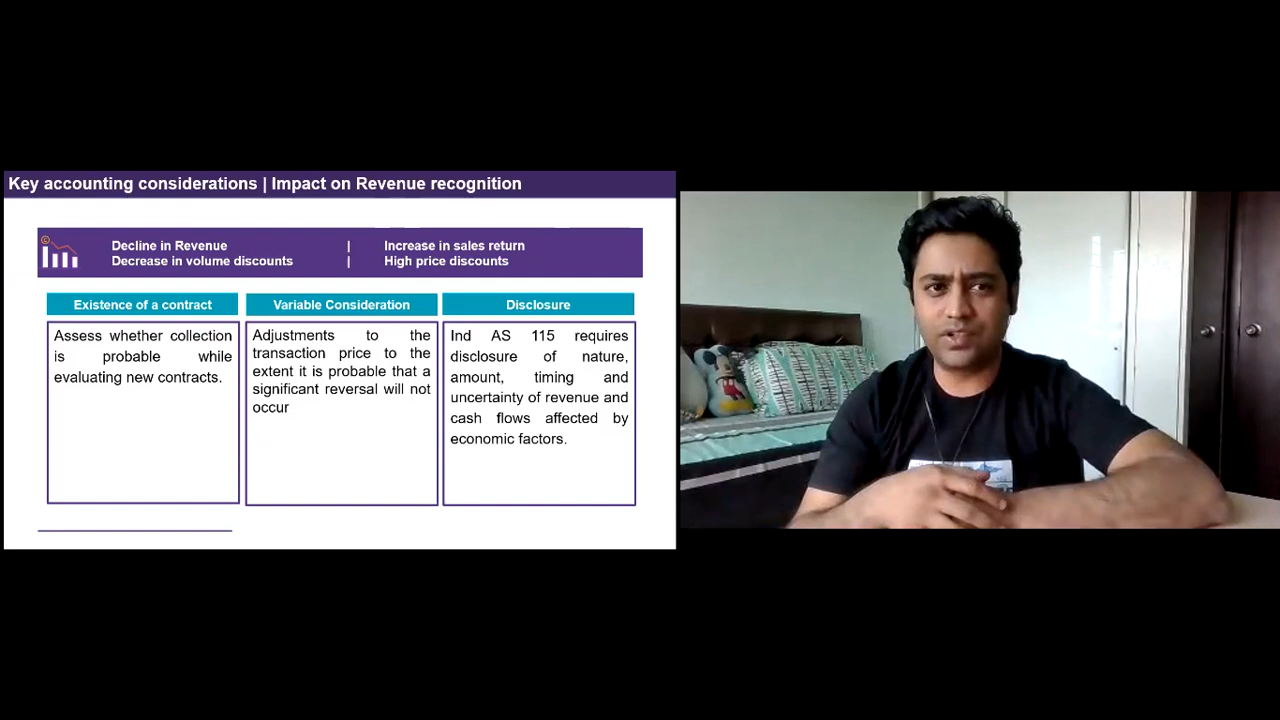 Key accounting considerations | Impact on Revenue recognition
Decline in Revenue | Increase in sales return
Decrease in volume discounts | High price discounts
Existence of a contract
Assess whether collection
is probable while
evaluating new contracts.
Variable Consideration
Adjustments to the
transaction price to the
extent it is probable that a
significant reversal will not
occur
Disclosure
Ind AS 115 requires
disclosure of nature,
amount, timing and
uncertainty of revenue and
cash flows affected by
economic factors.